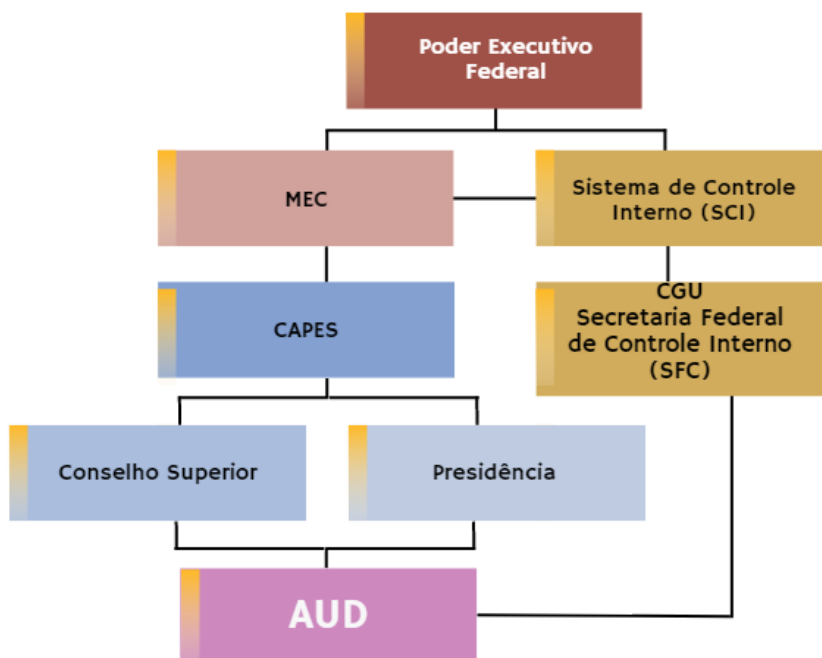 Poder Executivo
Federal
MEC
Sistema de Controle
Interno (SCI)
CAPES
CGU
Secretaria Federal
de Controle Interno
(SFC)
Conselho Superior
Presidência
AUD